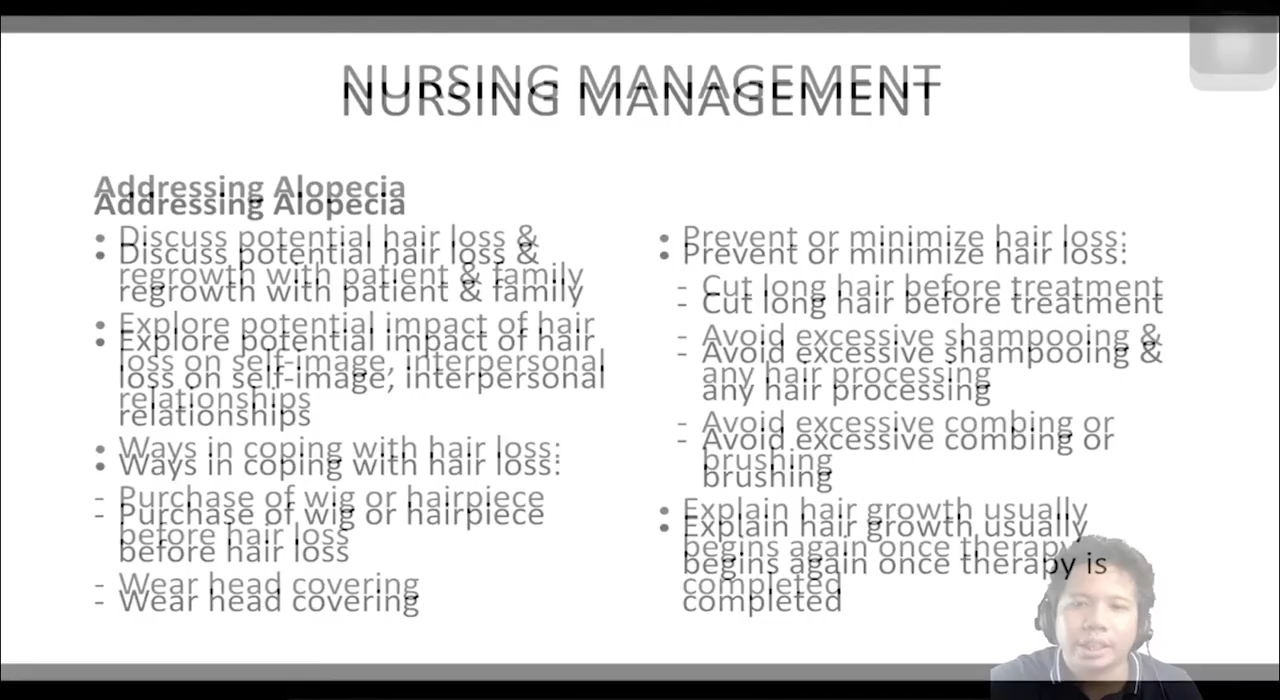 NURSING MANAGEMENT
Addressing Alopecia
• Discuss potential hair loss &
regrowth with patient & family
• Explore potential impact of hair
loss on self-image, interpersonal
relationships
• Ways in coping with hair loss:
- Purchase of wig or hairpiece
before hair loss
- Wear head covering
• Prevent or minimize hair loss:
- Cut long hair before treatment
- Avoid excessive shampooing &
any hair processing
- Avoid excessive combing or
brushing
• Explain hair growth usually
begins again once therapy is
completed